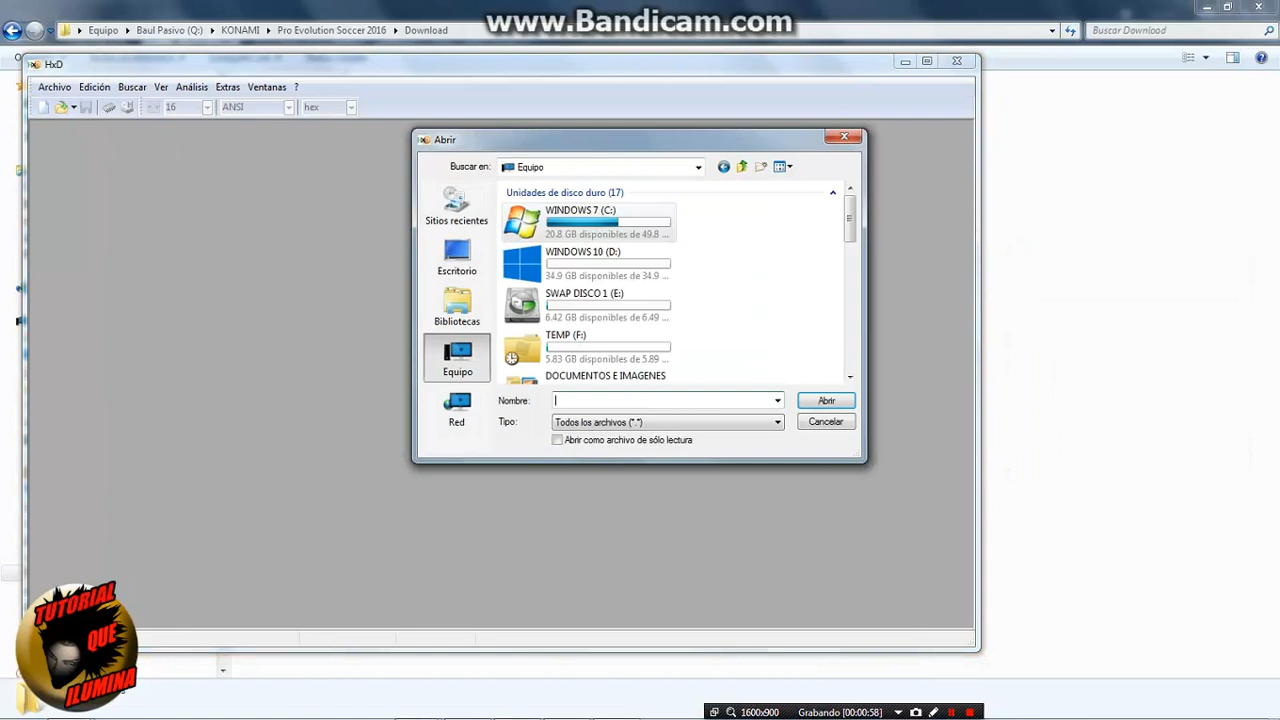 www.Bandicam.com
Equipo ▸ Baul Pasivo (Q:) ▸ KONAMI ▸ Pro Evolution Soccer 2016 ▸ Download
Buscar Download
HxD
Archivo Edición Buscar Ver Análisis Extras Ventanas ?
16 ANSI hex
Abrir
Buscar en: Equipo
Unidades de disco duro (17)
WINDOWS 7 (C:)
20.8 GB disponibles de 49.8 ...
WINDOWS 10 (D:)
34.9 GB disponibles de 34.9 ...
SWAP DISCO 1 (E:)
6.42 GB disponibles de 6.49 ...
TEMP (F:)
5.83 GB disponibles de 5.89 ...
DOCUMENTOS E IMAGENES
Sitios recientes
Escritorio
Bibliotecas
Equipo
Red
Nombre:
Abrir
Tipo: Todos los archivos (*.*)
Cancelar
Abrir como archivo de sólo lectura
TUTORIAL
QUE
ILUMINA
1600x900 Grabando [00:00:58]